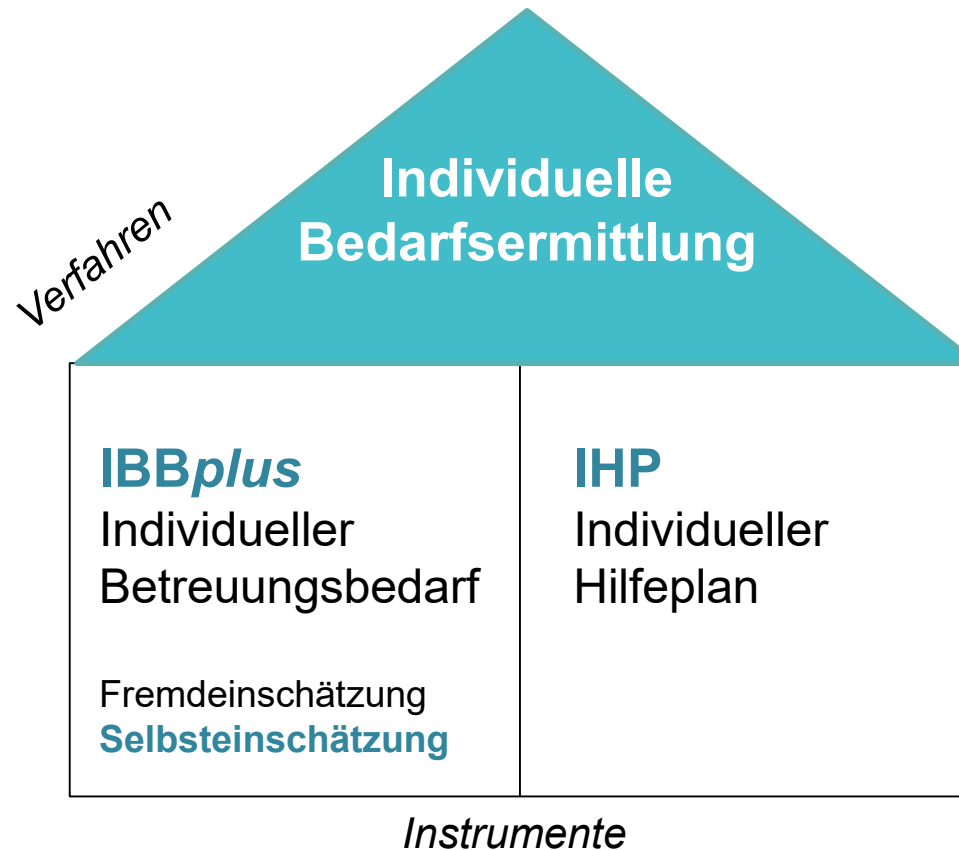 Individuelle
Bedarfsermittlung
Verfahren
IBBplus
Individueller
Betreuungsbedarf
Fremdeinschätzung
Selbsteinschätzung
IHP
Individueller
Hilfeplan
Instrumente